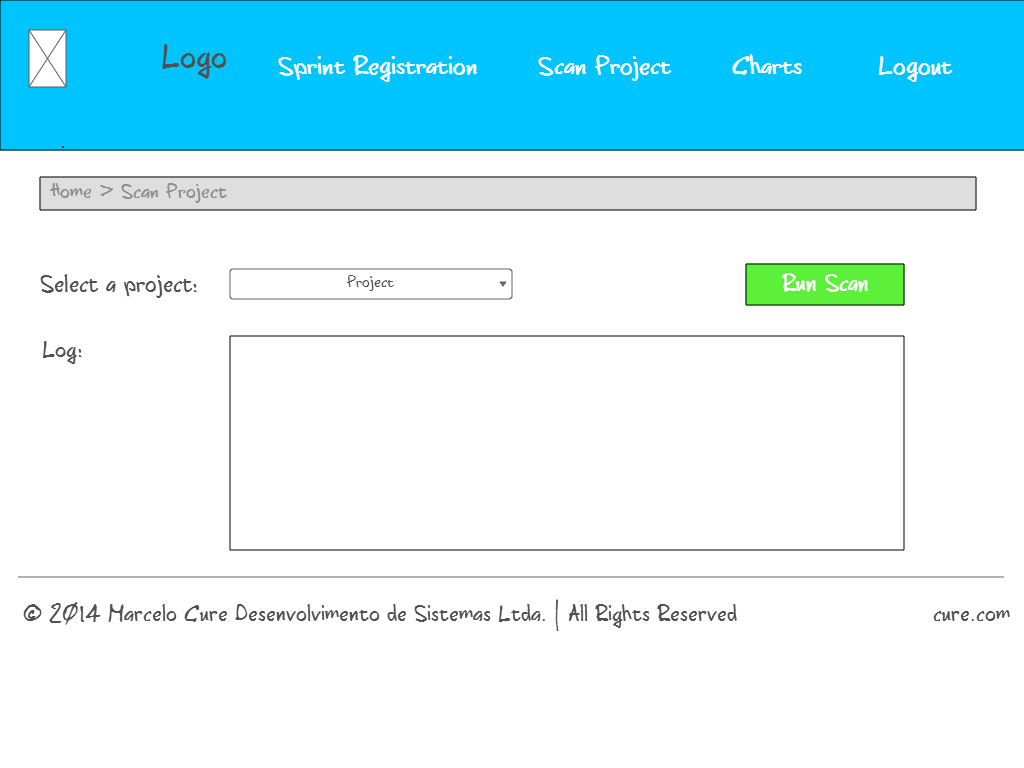 Logo
Sprint Registration
Scan Project
Charts
Logout
Home > Scan Project
Select a project:
Project
Run Scan
Log:
© 2014 Marcelo Cure Desenvolvimento de Sistemas Ltda. | All Rights Reserved
cure.com